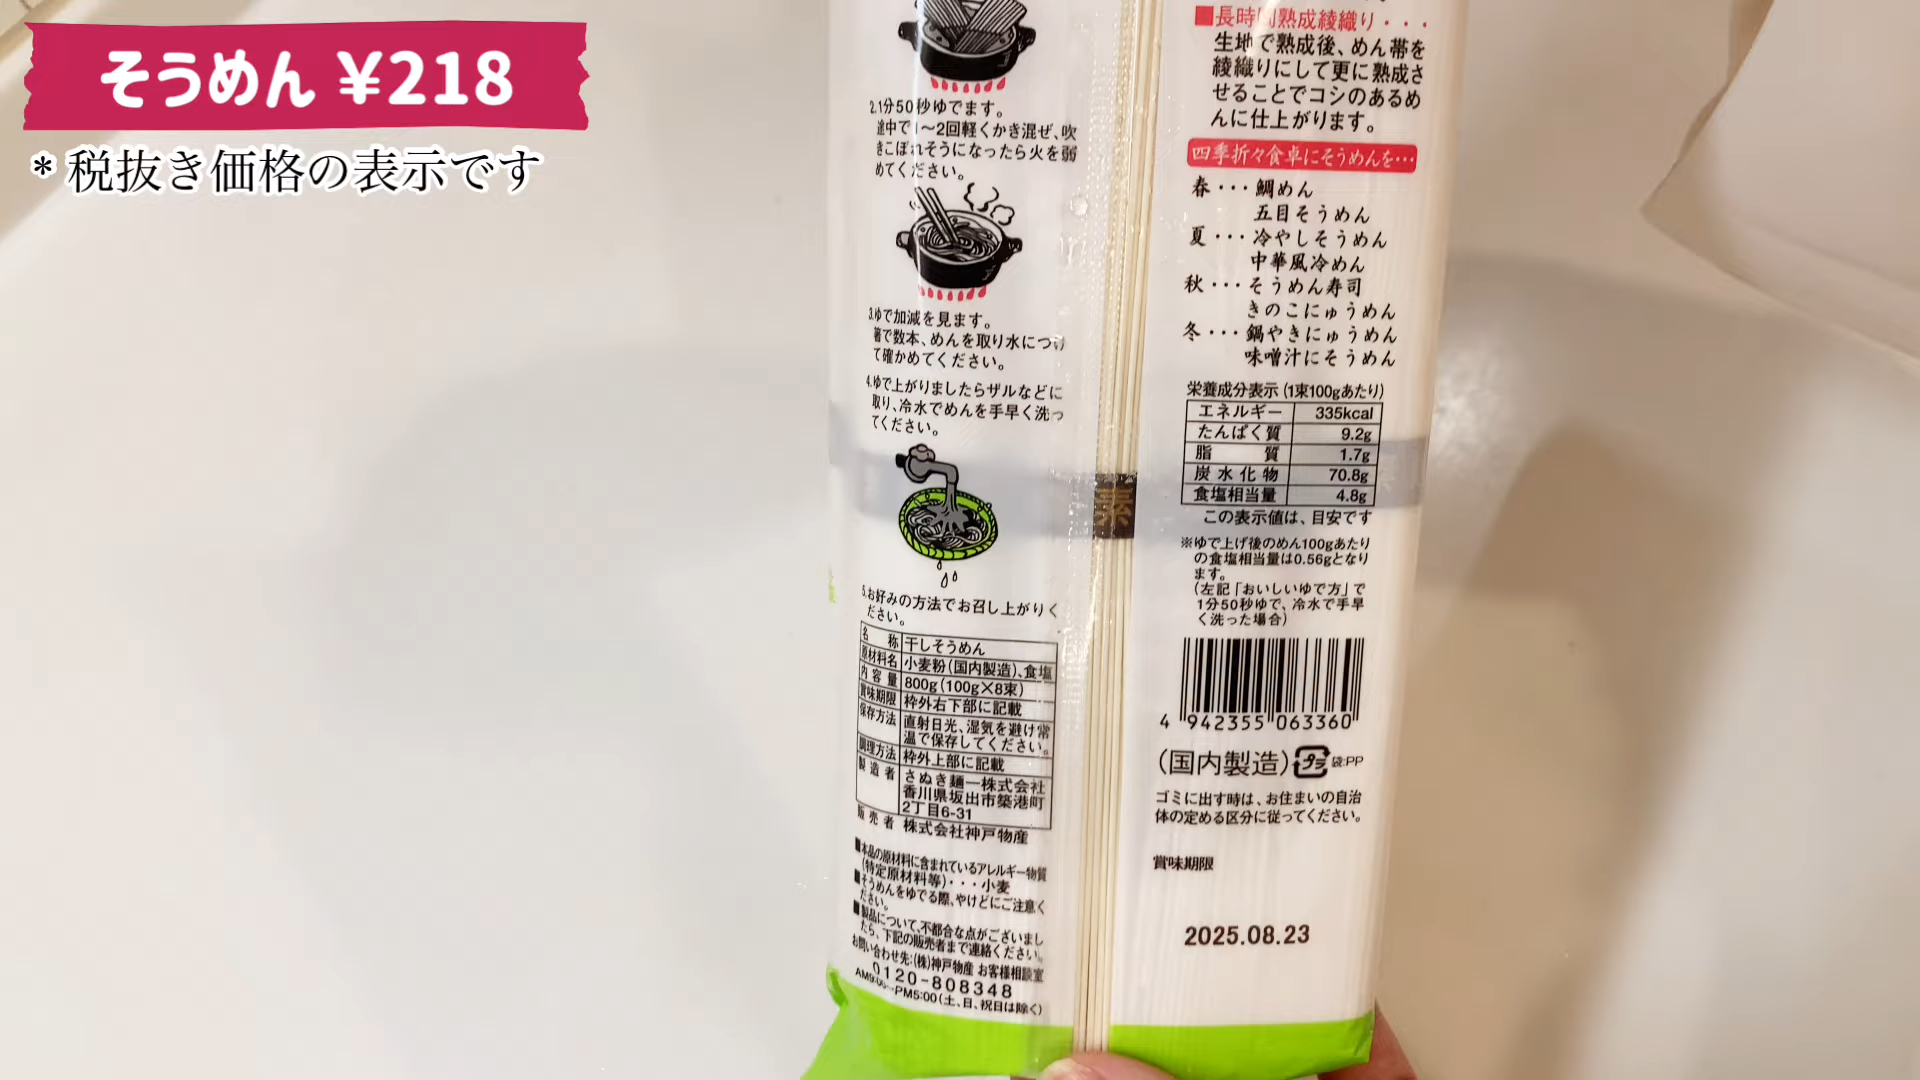 そうめん ¥218
*税抜き価格の表示です
2.1分50秒ゆでます。
途中で1〜2回軽くかき混ぜ、吹
きこぼれそうになったら火を弱
めてください。
3.ゆで加減を見ます。
箸で数本、めんを取り水につけ
て確かめてください。
4.ゆで上がりましたらザルなどに
取り、冷水でめんを手早く洗っ
てください。
5.お好みの方法でお召し上がりく
ださい。
名称 干しそうめん
原材料名 小麦粉(国内製造)、食塩
内容量 800g(100g×8束)
賞味期限 枠外右下部に記載
保存方法 直射日光、湿気を避け常
温で保存してください。
調理方法 枠外上部に記載
製造者 さぬき麺一株式会社
香川県坂出市築港町
2丁目6-31
販売者 株式会社神戸物産
■本品の原材料に含まれているアレルギー物質
(特定原材料等)・・・小麦
■そうめんをゆでる際、やけどにご注意く
ださい。
■製品について、不都合な点がございまし
たら、下記の販売者まで連絡ください。
お問い合わせ先:(株)神戸物産 お客様相談室
0120-808348
AM9:00〜PM5:00(土、日、祝日は除く)
■長時間熟成綾織り・・・
生地で熟成後、めん帯を
綾織りにして更に熟成さ
せることでコシのあるめ
んに仕上がります。
四季折々食卓にそうめんを…
春・・・鯛めん
五目そうめん
夏・・・冷やしそうめん
中華風冷めん
秋・・・そうめん寿司
きのこにゅうめん
冬・・・鍋やきにゅうめん
味噌汁にそうめん
栄養成分表示(1束100gあたり)
エネルギー 335kcal
たんぱく質 9.2g
脂質 1.7g
炭水化物 70.8g
食塩相当量 4.8g
この表示値は、目安です
※ゆで上げ後のめん100gあたり
の食塩相当量は0.56gとなり
ます。
(左記「おいしいゆで方」で
1分50秒ゆで、冷水で手早
く洗った場合)
4 942355 063360
(国内製造) プラ 袋:PP
ゴミに出す時は、お住まいの自治
体の定める区分に従ってください。
賞味期限
2025.08.23
素